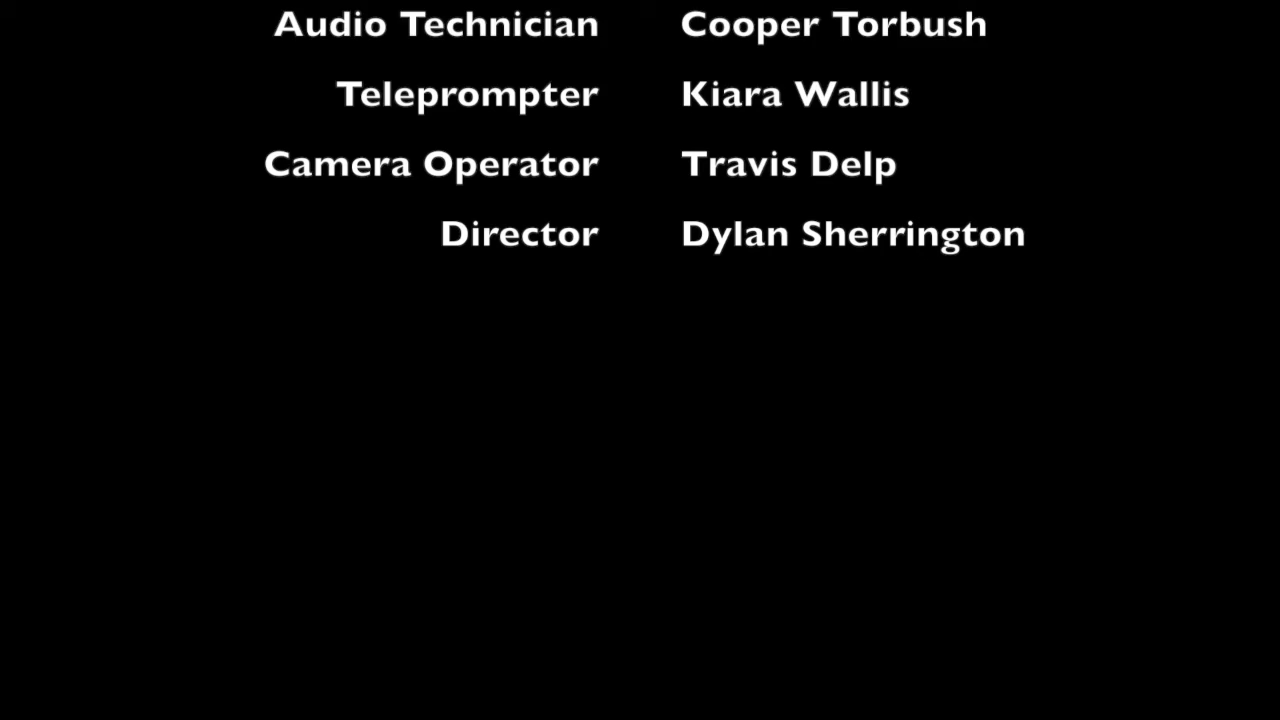 Audio Technician Cooper Torbush
Teleprompter Kiara Wallis
Camera Operator Travis Delp
Director Dylan Sherrington